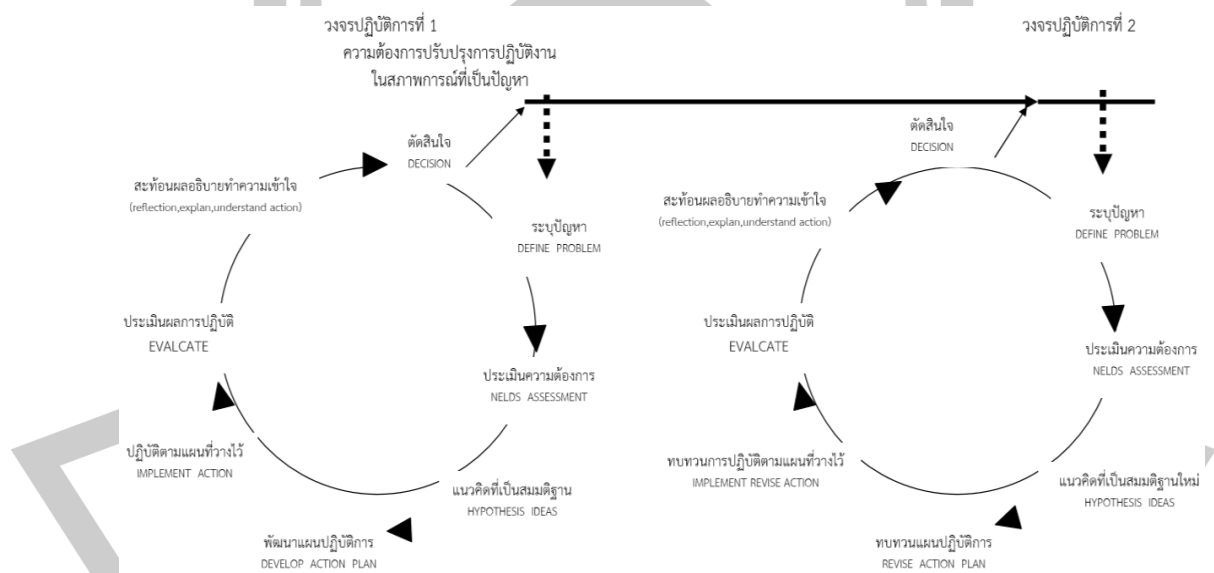 วงจรปฏิบัติการที่ 1
ความต้องการปรับปรุงการปฏิบัติงาน
ในสภาพการณ์ที่เป็นปัญหา
ตัดสินใจ
DECISION
สะท้อนผลอธิบายทำความเข้าใจ
(reflection,explan,understand action)
ระบุปัญหา
DEFINE PROBLEM
ประเมินผลการปฏิบัติ
EVALCATE
ประเมินความต้องการ
NELDS ASSESSMENT
ปฏิบัติตามแผนที่วางไว้
IMPLEMENT ACTION
แนวคิดที่เป็นสมมติฐาน
HYPOTHESIS IDEAS
พัฒนาแผนปฏิบัติการ
DEVELOP ACTION PLAN
วงจรปฏิบัติการที่ 2
ตัดสินใจ
DECISION
สะท้อนผลอธิบายทำความเข้าใจ
(reflection,explan,understand action)
ระบุปัญหา
DEFINE PROBLEM
ประเมินผลการปฏิบัติ
EVALCATE
ประเมินความต้องการ
NELDS ASSESSMENT
ทบทวนการปฏิบัติตามแผนที่วางไว้
IMPLEMENT REVISE ACTION
แนวคิดที่เป็นสมมติฐานใหม่
HYPOTHESIS IDEAS
ทบทวนแผนปฏิบัติการ
REVISE ACTION PLAN